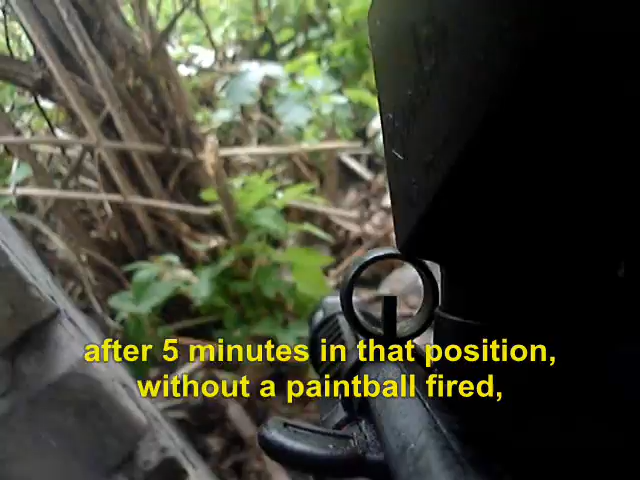 after 5 minutes in that position,
without a paintball fired,